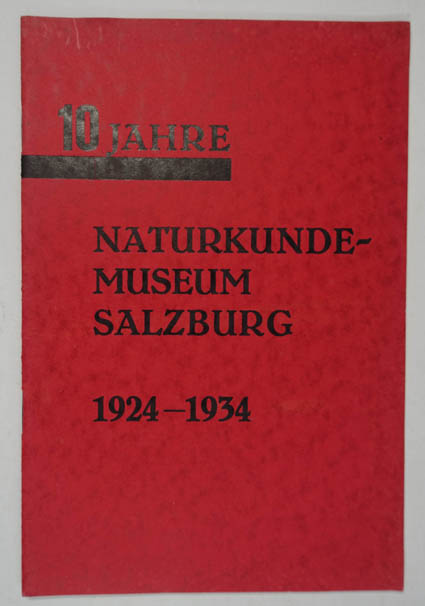 10 JAHRE
NATURKUNDE-
MUSEUM
SALZBURG
1924–1934